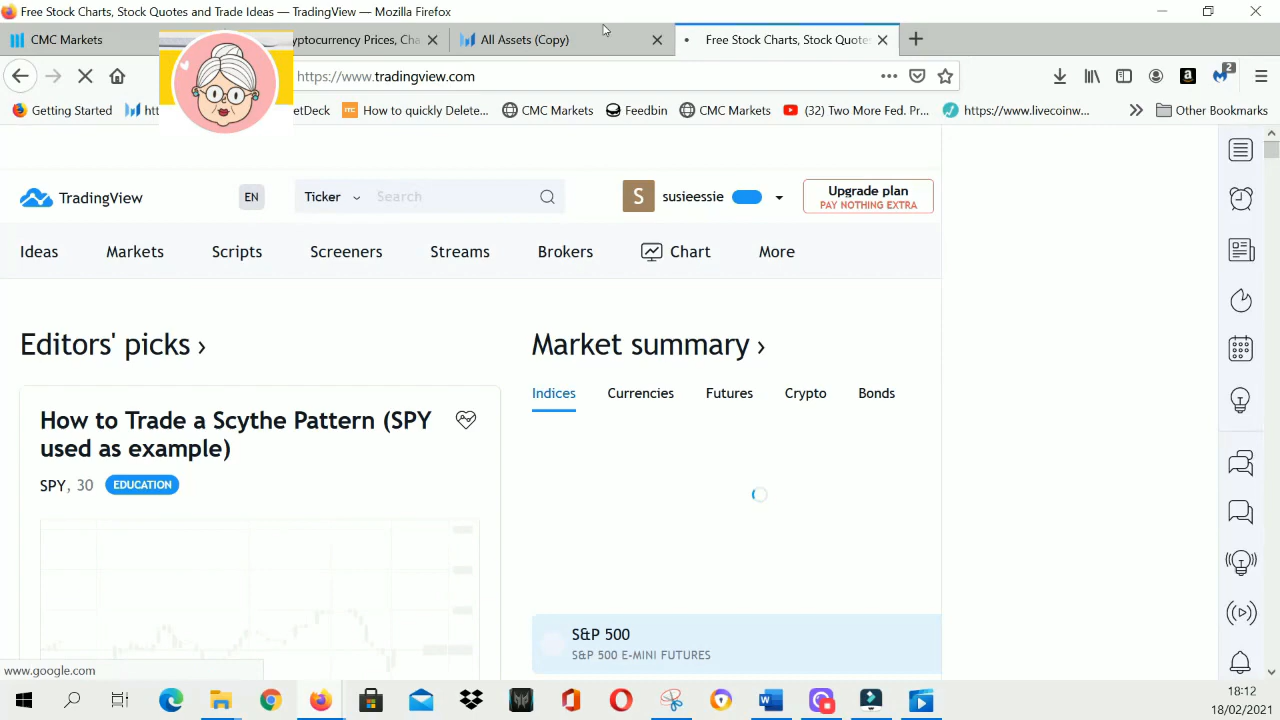 Free Stock Charts, Stock Quotes and Trade Ideas — TradingView — Mozilla Firefox
CMC Markets
yptocurrency Prices, Cha
All Assets (Copy)
Free Stock Charts, Stock Quote
https://www.tradingview.com
2
Getting Started
etDeck
How to quickly Delete...
CMC Markets
Feedbin
CMC Markets
(32) Two More Fed. Pr...
https://www.livecoinw...
Other Bookmarks
TradingView
EN
Ticker
Search
S
susieessie
Upgrade plan
PAY NOTHING EXTRA
Ideas
Markets
Scripts
Screeners
Streams
Brokers
Chart
More
Editors' picks ›
Market summary ›
Indices
Currencies
Futures
Crypto
Bonds
How to Trade a Scythe Pattern (SPY
used as example)
SPY, 30
EDUCATION
S&P 500
S&P 500 E-MINI FUTURES
www.google.com
18:12
18/02/2021